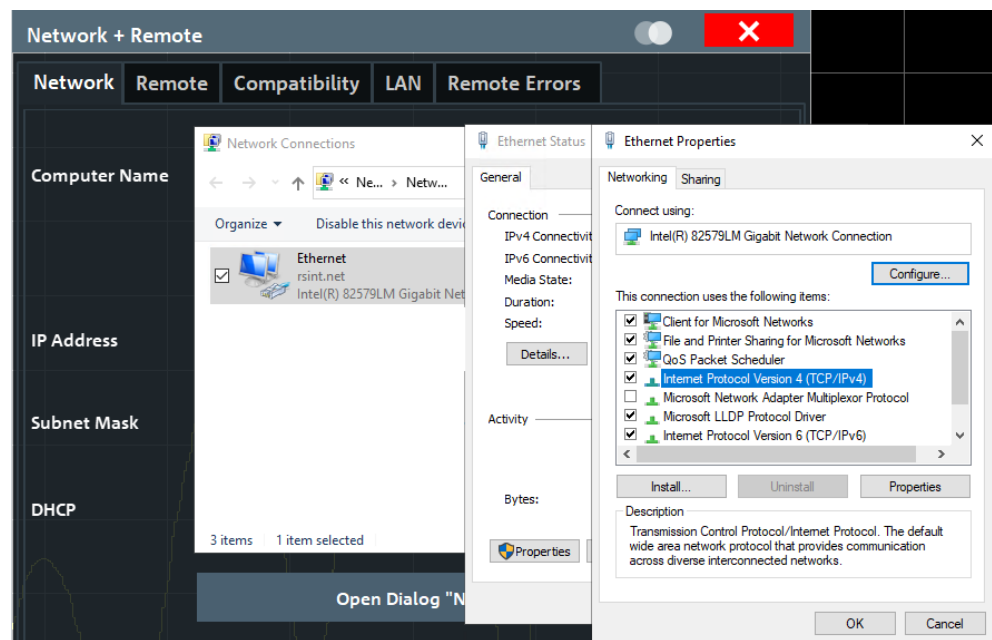 Network + Remote
Network Remote Compatibility LAN Remote Errors
Computer Name
IP Address
Subnet Mask
DHCP
Open Dialog "N
Network Connections
« Ne... › Netw...
Organize Disable this network devi
Ethernet
rsint.net
Intel(R) 82579LM Gigabit Net
3 items 1 item selected
Ethernet Status
General
Connection
IPv4 Connectivit
IPv6 Connectivit
Media State:
Duration:
Speed:
Details...
Activity
Bytes:
Properties
Ethernet Properties
Networking Sharing
Connect using:
Intel(R) 82579LM Gigabit Network Connection
Configure...
This connection uses the following items:
Client for Microsoft Networks
File and Printer Sharing for Microsoft Networks
QoS Packet Scheduler
Internet Protocol Version 4 (TCP/IPv4)
Microsoft Network Adapter Multiplexor Protocol
Microsoft LLDP Protocol Driver
Internet Protocol Version 6 (TCP/IPv6)
Install... Uninstall Properties
Description
Transmission Control Protocol/Internet Protocol. The default
wide area network protocol that provides communication
across diverse interconnected networks.
OK Cancel